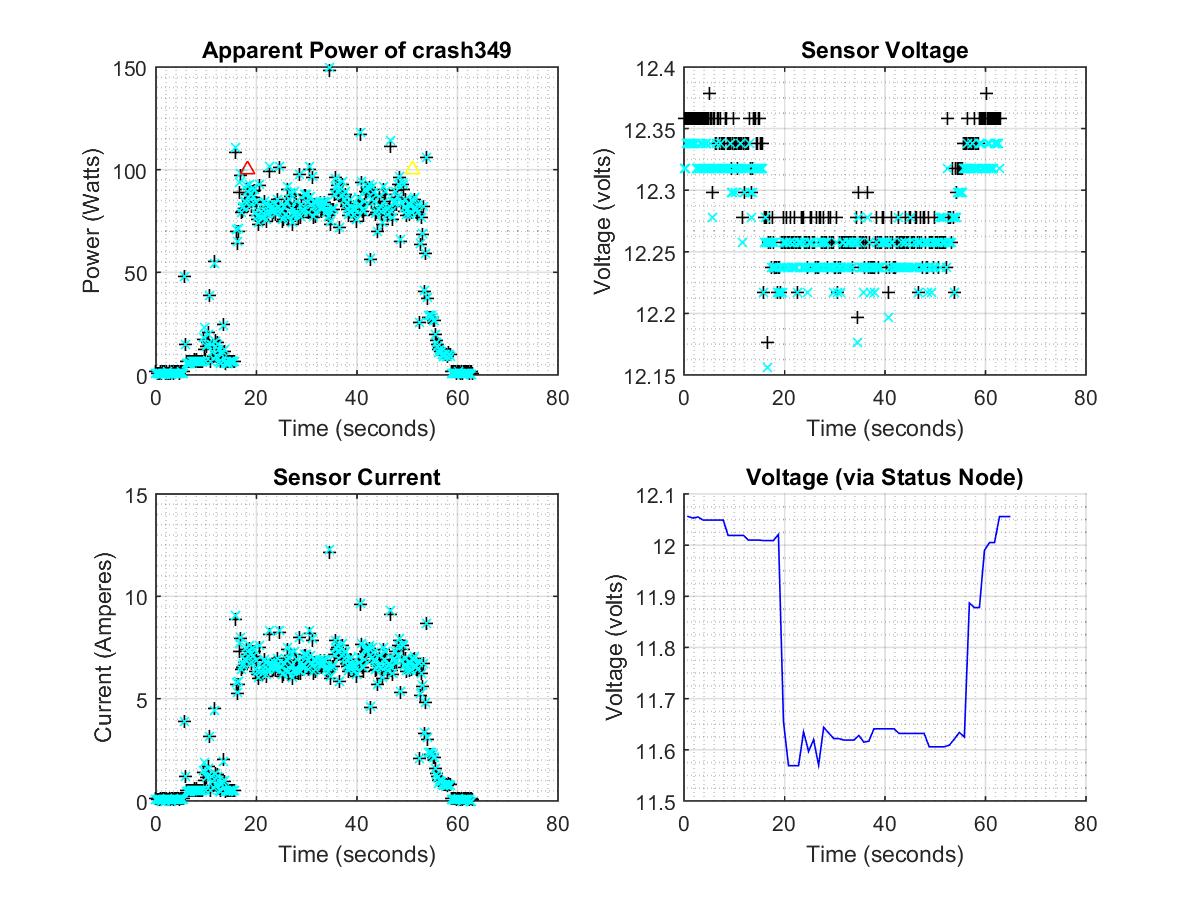 Apparent Power of crash349
150
100
50
0
0 20 40 60 80
Power (Watts)
Time (seconds)
Sensor Voltage
12.4
12.35
12.3
12.25
12.2
12.15
0 20 40 60 80
Voltage (volts)
Time (seconds)
Sensor Current
15
10
5
0
0 20 40 60 80
Current (Amperes)
Time (seconds)
Voltage (via Status Node)
12.1
12
11.9
11.8
11.7
11.6
11.5
0 20 40 60 80
Voltage (volts)
Time (seconds)